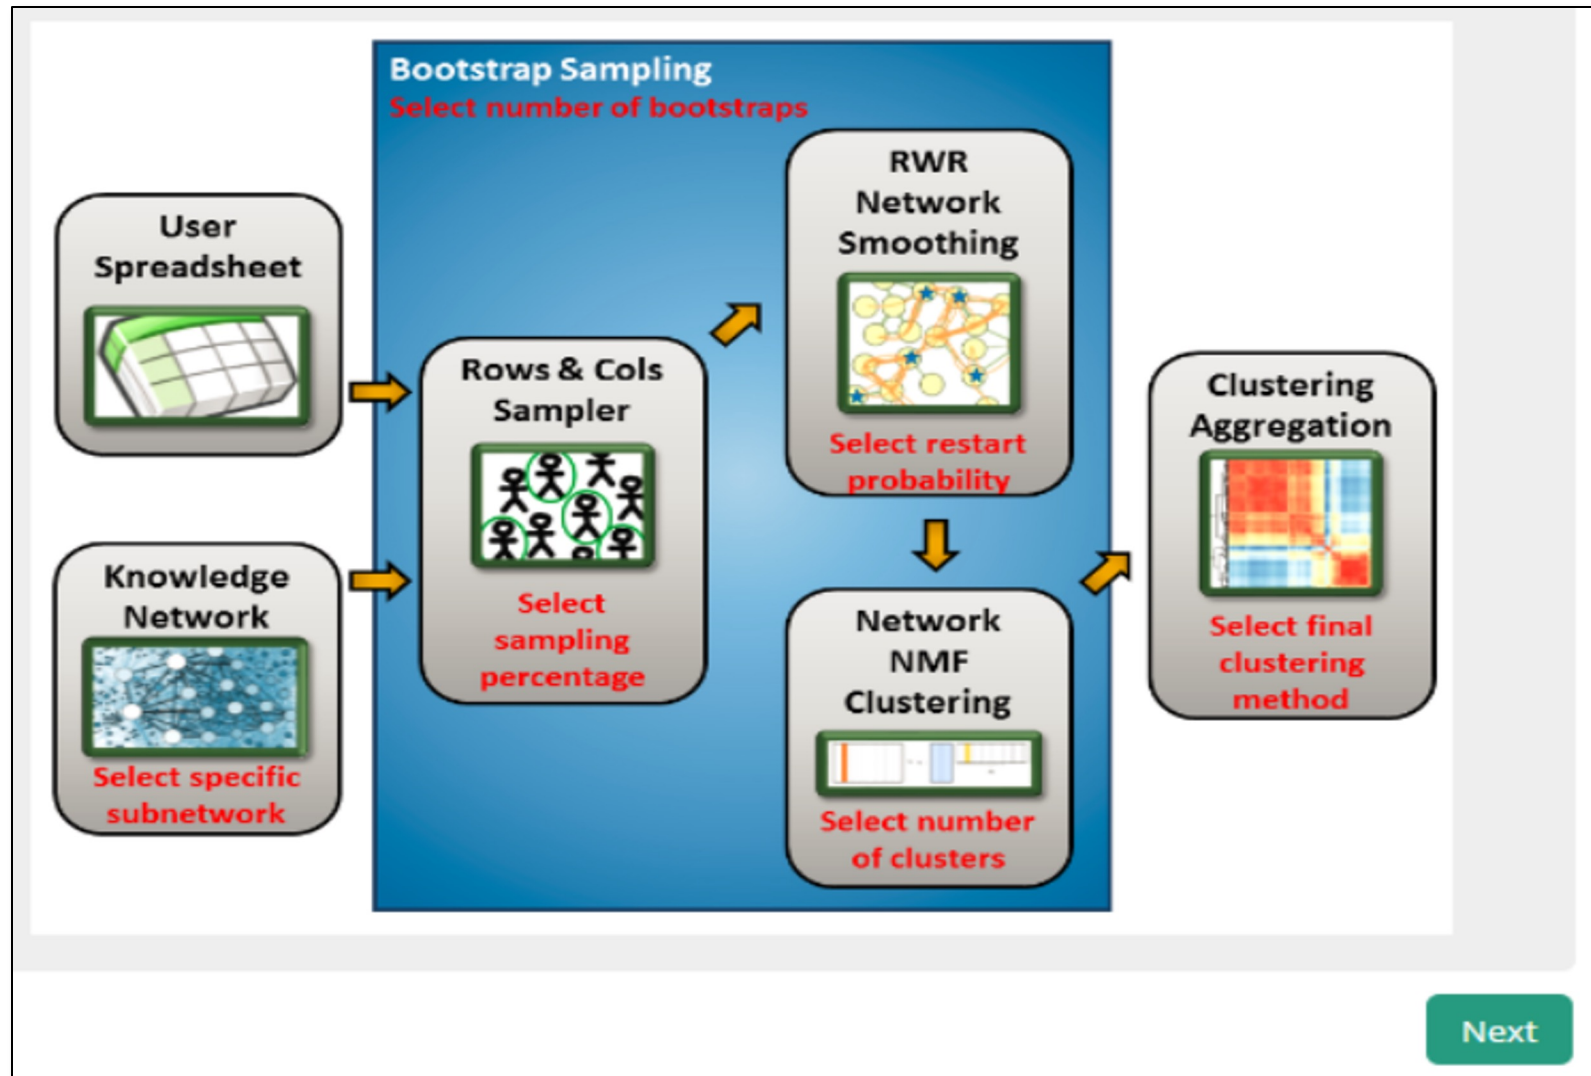 Bootstrap Sampling
Select number of bootstraps
User
Spreadsheet
Knowledge
Network
Select specific
subnetwork
Rows & Cols
Sampler
Select
sampling
percentage
RWR
Network
Smoothing
Select restart
probability
Network
NMF
Clustering
Select number
of clusters
Clustering
Aggregation
Select final
clustering
method
Next